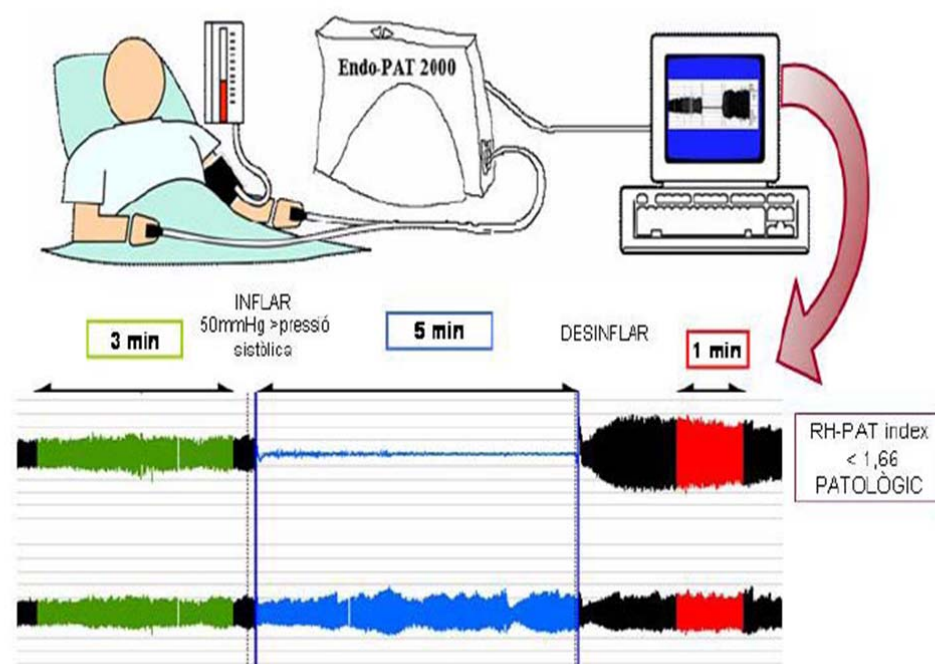 Endo-PAT 2000
INFLAR
50mmHg >pressió
sistòlica
3 min
5 min
DESINFLAR
1 min
RH-PAT index
< 1,66
PATOLÒGIC